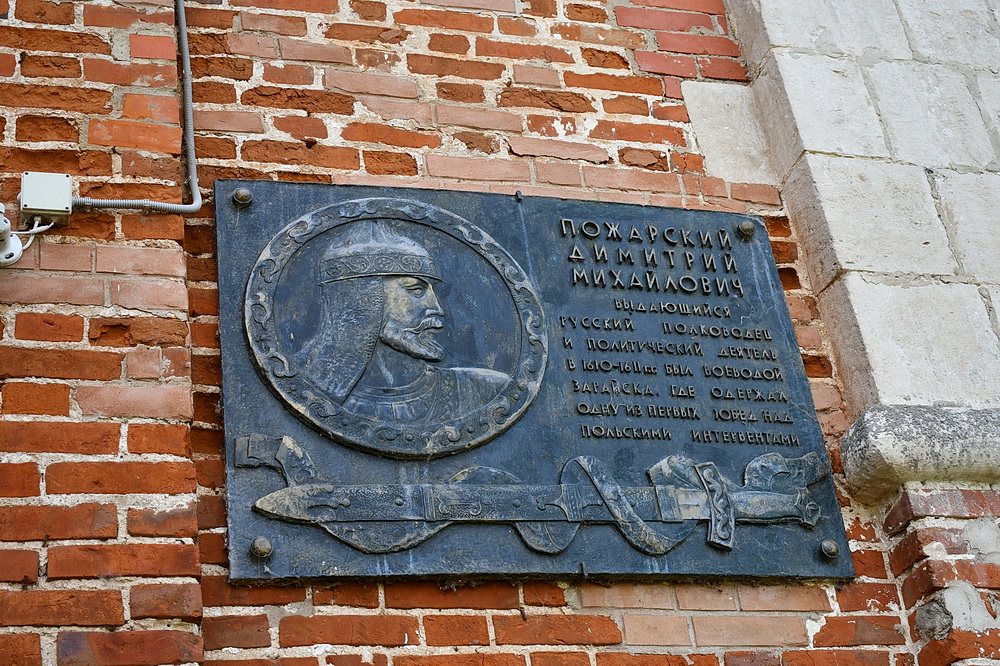 ПОЖАРСКИЙ
ДИМИТРИЙ
МИХАЙЛОВИЧ
ВЫДАЮЩИЙСЯ
РУССКИЙ ПОЛКОВОДЕЦ
И ПОЛИТИЧЕСКИЙ ДЕЯТЕЛЬ
В 1610-1611 гг. БЫЛ ВОЕВОДОЙ
ЗАРАЙСКА, ГДЕ ОДЕРЖАЛ
ОДНУ ИЗ ПЕРВЫХ ПОБЕД НАД
ПОЛЬСКИМИ ИНТЕРВЕНТАМИ